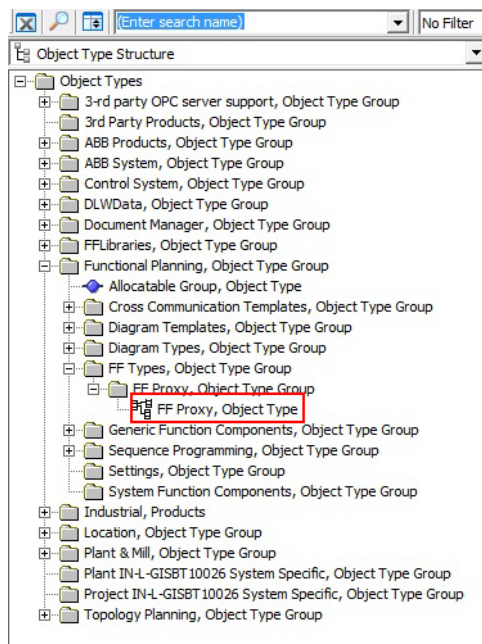 (Enter search name)
No Filter
Object Type Structure
Object Types
3-rd party OPC server support, Object Type Group
3rd Party Products, Object Type Group
ABB Products, Object Type Group
ABB System, Object Type Group
Control System, Object Type Group
DLWData, Object Type Group
Document Manager, Object Type Group
FFLibraries, Object Type Group
Functional Planning, Object Type Group
Allocatable Group, Object Type
Cross Communication Templates, Object Type Group
Diagram Templates, Object Type Group
Diagram Types, Object Type Group
FF Types, Object Type Group
FF Proxy, Object Type Group
FF Proxy, Object Type
Generic Function Components, Object Type Group
Sequence Programming, Object Type Group
Settings, Object Type Group
System Function Components, Object Type Group
Industrial, Products
Location, Object Type Group
Plant & Mill, Object Type Group
Plant IN-L-GISBT10026 System Specific, Object Type Group
Project IN-L-GISBT10026 System Specific, Object Type Group
Topology Planning, Object Type Group